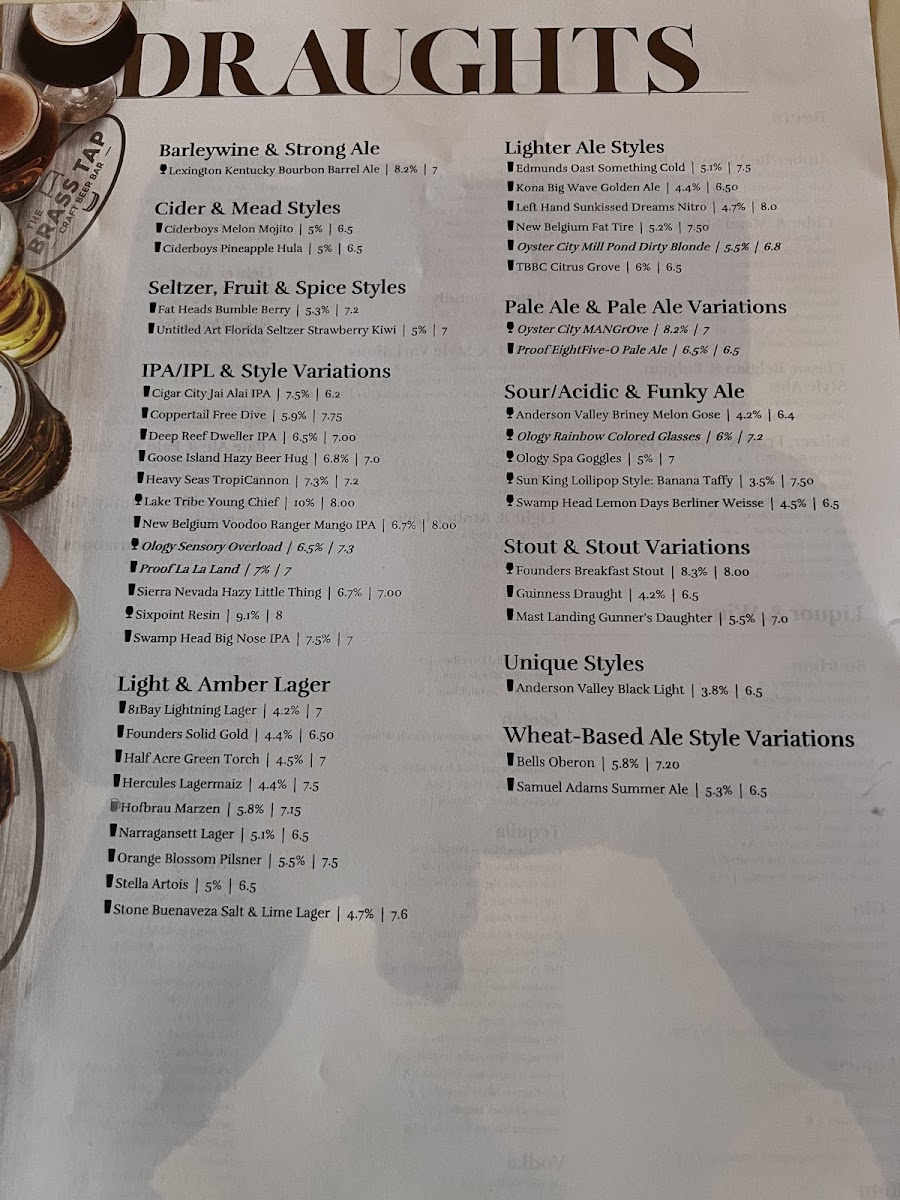 DRAUGHTS
THE
BRASS TAP
CRAFT BEER BAR
Barleywine & Strong Ale
Lexington Kentucky Bourbon Barrel Ale | 8.2% | 7
Cider & Mead Styles
Ciderboys Melon Mojito | 5% | 6.5
Ciderboys Pineapple Hula | 5% | 6.5
Seltzer, Fruit & Spice Styles
Fat Heads Bumble Berry | 5.3% | 7.2
Untitled Art Florida Seltzer Strawberry Kiwi | 5% | 7
IPA/IPL & Style Variations
Cigar City Jai Alai IPA | 7.5% | 6.2
Coppertail Free Dive | 5.9% | 7.75
Deep Reef Dweller IPA | 6.5% | 7.00
Goose Island Hazy Beer Hug | 6.8% | 7.0
Heavy Seas TropiCannon | 7.3% | 7.2
Lake Tribe Young Chief | 10% | 8.00
New Belgium Voodoo Ranger Mango IPA | 6.7% | 8.00
Ology Sensory Overload | 6.5% | 7.3
Proof La La Land | 7% | 7
Sierra Nevada Hazy Little Thing | 6.7% | 7.00
Sixpoint Resin | 9.1% | 8
Swamp Head Big Nose IPA | 7.5% | 7
Light & Amber Lager
81Bay Lightning Lager | 4.2% | 7
Founders Solid Gold | 4.4% | 6.50
Half Acre Green Torch | 4.5% | 7
Hercules Lagermaiz | 4.4% | 7.5
Hofbrau Marzen | 5.8% | 7.15
Narragansett Lager | 5.1% | 6.5
Orange Blossom Pilsner | 5.5% | 7.5
Stella Artois | 5% | 6.5
Stone Buenaveza Salt & Lime Lager | 4.7% | 7.6
Lighter Ale Styles
Edmunds Oast Something Cold | 5.1% | 7.5
Kona Big Wave Golden Ale | 4.4% | 6.50
Left Hand Sunkissed Dreams Nitro | 4.7% | 8.0
New Belgium Fat Tire | 5.2% | 7.50
Oyster City Mill Pond Dirty Blonde | 5.5% | 6.8
TBBC Citrus Grove | 6% | 6.5
Pale Ale & Pale Ale Variations
Oyster City MANGrOve | 8.2% | 7
Proof EightFive-O Pale Ale | 6.5% | 6.5
Sour/Acidic & Funky Ale
Anderson Valley Briney Melon Gose | 4.2% | 6.4
Ology Rainbow Colored Glasses | 6% | 7.2
Ology Spa Goggles | 5% | 7
Sun King Lollipop Style: Banana Taffy | 3.5% | 7.50
Swamp Head Lemon Days Berliner Weisse | 4.5% | 6.5
Stout & Stout Variations
Founders Breakfast Stout | 8.3% | 8.00
Guinness Draught | 4.2% | 6.5
Mast Landing Gunner's Daughter | 5.5% | 7.0
Unique Styles
Anderson Valley Black Light | 3.8% | 6.5
Wheat-Based Ale Style Variations
Bells Oberon | 5.8% | 7.20
Samuel Adams Summer Ale | 5.3% | 6.5